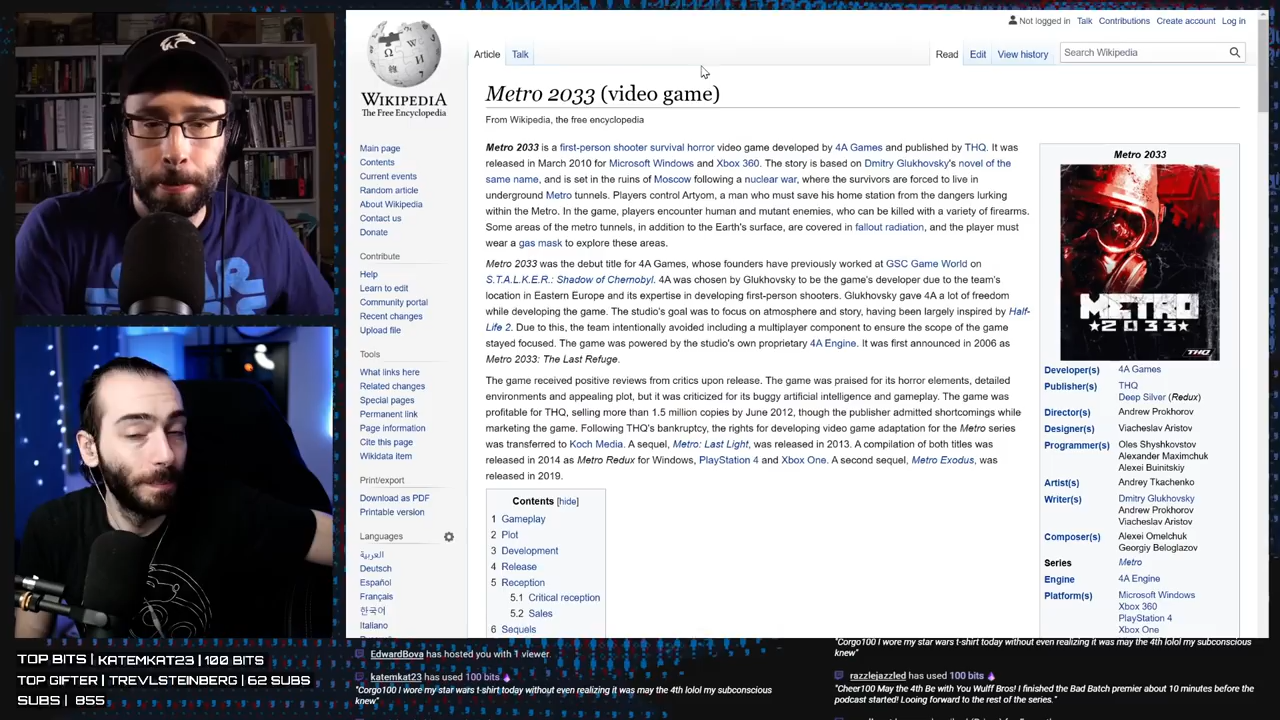 WIKIPEDIA
The Free Encyclopedia
Main page
Contents
Current events
Random article
About Wikipedia
Contact us
Donate
Contribute
Help
Learn to edit
Community portal
Recent changes
Upload file
Tools
What links here
Related changes
Special pages
Permanent link
Page information
Cite this page
Wikidata item
Print/export
Download as PDF
Printable version
Languages
العربية
Deutsch
Español
Français
한국어
Italiano
Not logged in Talk Contributions Create account Log in
Article Talk
Read Edit View history Search Wikipedia
Metro 2033 (video game)
From Wikipedia, the free encyclopedia
Metro 2033 is a first-person shooter survival horror video game developed by 4A Games and published by THQ. It was
released in March 2010 for Microsoft Windows and Xbox 360. The story is based on Dmitry Glukhovsky's novel of the
same name, and is set in the ruins of Moscow following a nuclear war, where the survivors are forced to live in
underground Metro tunnels. Players control Artyom, a man who must save his home station from the dangers lurking
within the Metro. In the game, players encounter human and mutant enemies, who can be killed with a variety of firearms.
Some areas of the metro tunnels, in addition to the Earth's surface, are covered in fallout radiation, and the player must
wear a gas mask to explore these areas.
Metro 2033 was the debut title for 4A Games, whose founders have previously worked at GSC Game World on
S.T.A.L.K.E.R.: Shadow of Chernobyl. 4A was chosen by Glukhovsky to be the game's developer due to the team's
location in Eastern Europe and its expertise in developing first-person shooters. Glukhovsky gave 4A a lot of freedom
while developing the game. The studio's goal was to focus on atmosphere and story, having been largely inspired by Half-
Life 2. Due to this, the team intentionally avoided including a multiplayer component to ensure the scope of the game
stayed focused. The game was powered by the studio's own proprietary 4A Engine. It was first announced in 2006 as
Metro 2033: The Last Refuge.
The game received positive reviews from critics upon release. The game was praised for its horror elements, detailed
environments and appealing plot, but it was criticized for its buggy artificial intelligence and gameplay. The game was
profitable for THQ, selling more than 1.5 million copies by June 2012, though the publisher admitted shortcomings while
marketing the game. Following THQ's bankruptcy, the rights for developing video game adaptation for the Metro series
was transferred to Koch Media. A sequel, Metro: Last Light, was released in 2013. A compilation of both titles was
released in 2014 as Metro Redux for Windows, PlayStation 4 and Xbox One. A second sequel, Metro Exodus, was
released in 2019.
Contents [hide]
1 Gameplay
2 Plot
3 Development
4 Release
5 Reception
5.1 Critical reception
5.2 Sales
6 Sequels
Metro 2033
METRO
2033
THQ
Developer(s) 4A Games
Publisher(s) THQ
Deep Silver (Redux)
Director(s) Andrew Prokhorov
Designer(s) Viacheslav Aristov
Programmer(s) Oles Shyshkovstov
Alexander Maximchuk
Alexei Buinitskiy
Artist(s) Andrey Tkachenko
Writer(s) Dmitry Glukhovsky
Andrew Prokhorov
Viacheslav Aristov
Composer(s) Alexei Omelchuk
Georgiy Beloglazov
Series Metro
Engine 4A Engine
Platform(s) Microsoft Windows
Xbox 360
PlayStation 4
Xbox One
TOP BITS | KATEMKAT23 | 100 BITS
TOP GIFTER | TREVLSTEINBERG | 62 SUBS
SUBS | 855
EdwardBova has hosted you with 1 viewer.
katemkat23 has used 100 bits
"Corgo100 I wore my star wars t-shirt today without even realizing it was may the 4th lolol my subconscious
knew"
"Corgo100 I wore my star wars t-shirt today without even realizing it was may the 4th lolol my subconscious
knew"
razzlejazzled has used 100 bits
"Cheer100 May the 4th Be with You Wulff Bros! I finished the Bad Batch premier about 10 minutes before the
podcast started! Looing forward to the rest of the series."